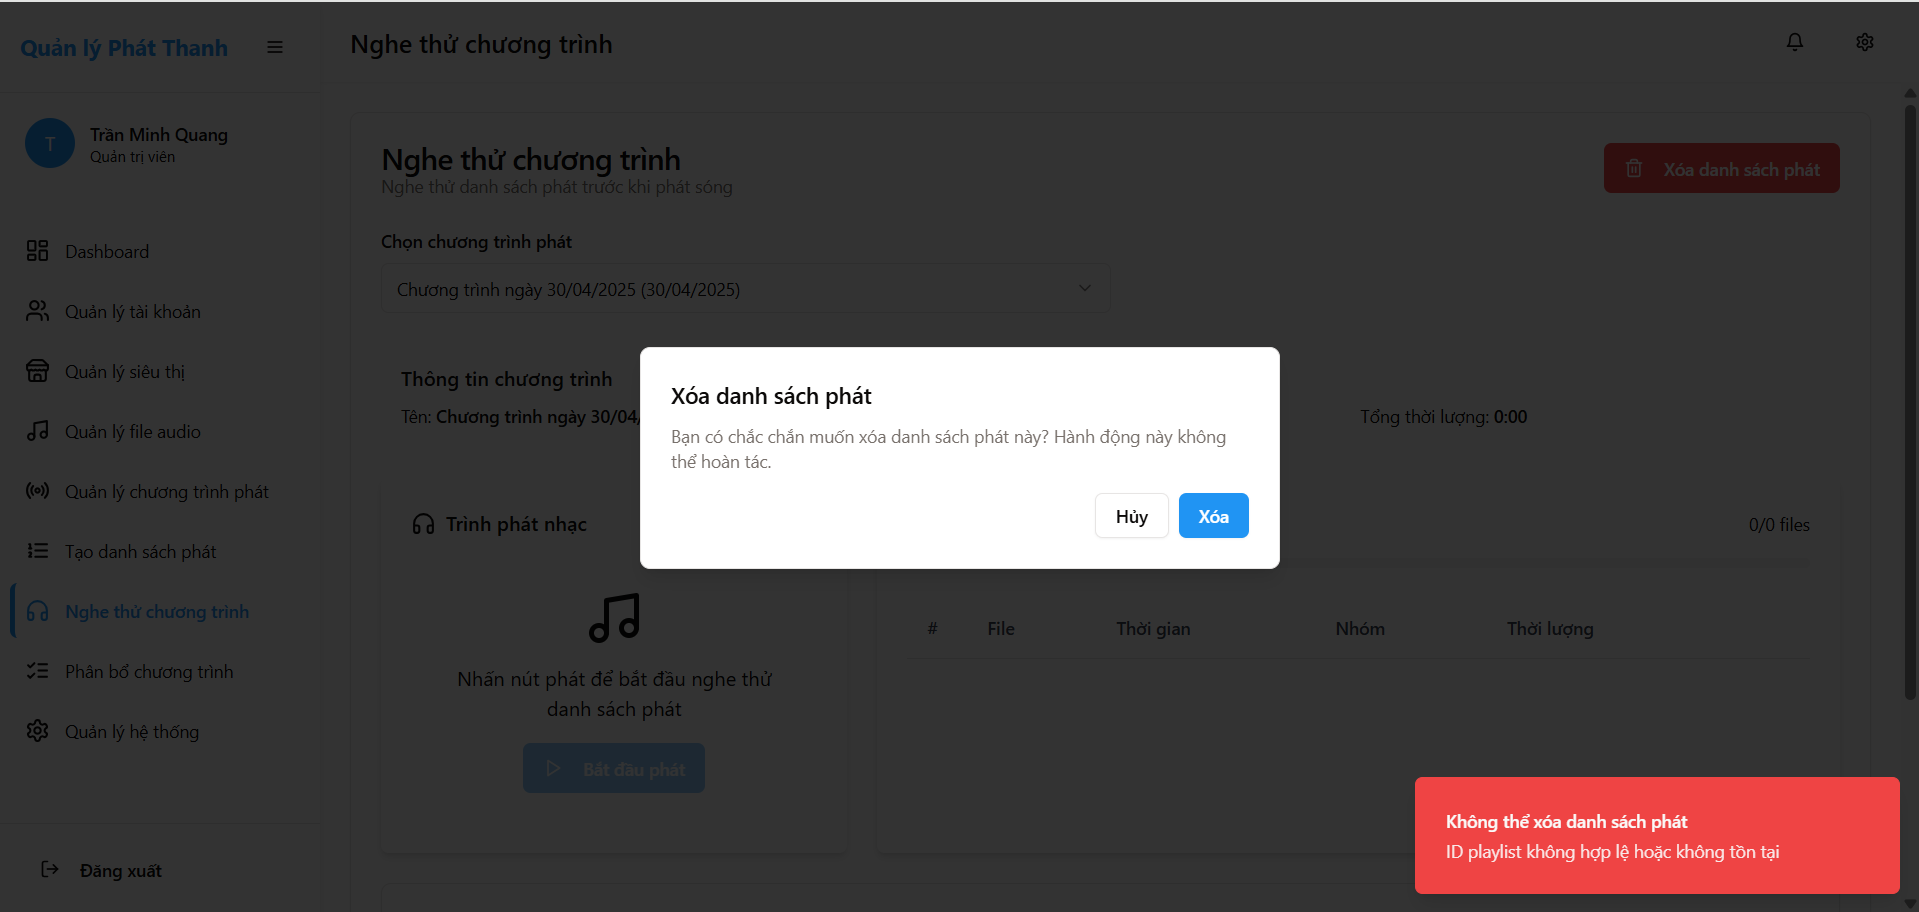 Quản lý Phát Thanh
Nghe thử chương trình
T
Trần Minh Quang
Quản trị viên
Dashboard
Quản lý tài khoản
Quản lý siêu thị
Quản lý file audio
Quản lý chương trình phát
Tạo danh sách phát
Nghe thử chương trình
Phân bổ chương trình
Quản lý hệ thống
Đăng xuất
Nghe thử chương trình
Nghe thử danh sách phát trước khi phát sóng
Xóa danh sách phát
Chọn chương trình phát
Chương trình ngày 30/04/2025 (30/04/2025)
Thông tin chương trình
Tên: Chương trình ngày 30/04/
Tổng thời lượng: 0:00
Xóa danh sách phát
Bạn có chắc chắn muốn xóa danh sách phát này? Hành động này không
thể hoàn tác.
Hủy
Xóa
Trình phát nhạc
0/0 files
Nhấn nút phát để bắt đầu nghe thử
danh sách phát
Bắt đầu phát
# File Thời gian Nhóm Thời lượng
Không thể xóa danh sách phát
ID playlist không hợp lệ hoặc không tồn tại